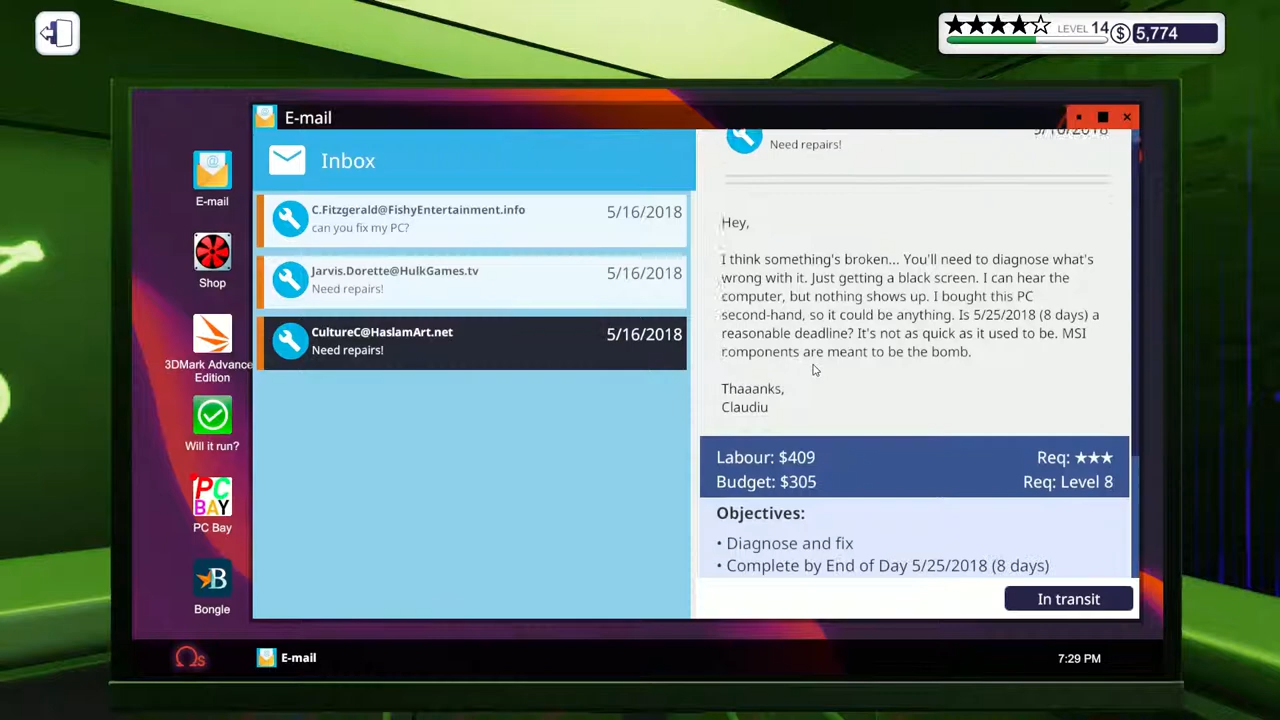 LEVEL 14
$ 5,774
E-mail
Inbox
C.Fitzgerald@FishyEntertainment.info
5/16/2018
can you fix my PC?
Jarvis.Dorette@HulkGames.tv
5/16/2018
Need repairs!
CultureC@HaslamArt.net
5/16/2018
Need repairs!
5/16/2018
Need repairs!
Hey,
I think something's broken... You'll need to diagnose what's
wrong with it. Just getting a black screen. I can hear the
computer, but nothing shows up. I bought this PC
second-hand, so it could be anything. Is 5/25/2018 (8 days) a
reasonable deadline? It's not as quick as it used to be. MSI
components are meant to be the bomb.
Thaaanks,
Claudiu
Labour: $409
Req: ★★★
Budget: $305
Req: Level 8
Objectives:
• Diagnose and fix
• Complete by End of Day 5/25/2018 (8 days)
In transit
E-mail
Shop
3DMark Advance
Edition
Will it run?
PC
BAY
PC Bay
B
Bongle
Ωs
E-mail
7:29 PM